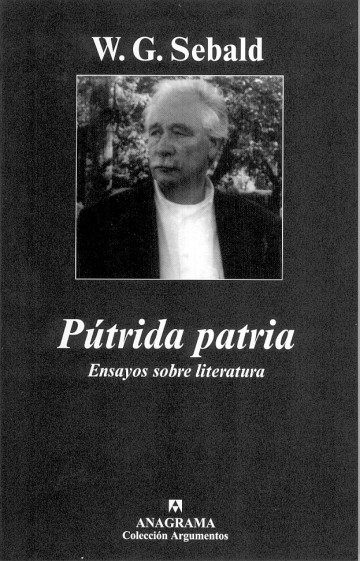 W. G. Sebald
Pútrida patria
Ensayos sobre literatura
ANAGRAMA
Colección Argumentos